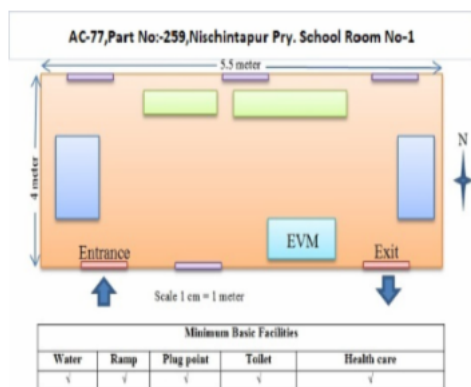 AC-77,Part No:-259,Nischintapur Pry. School Room No-1
5.5 meter
4 meter
N
EVM
Entrance
Exit
Scale 1 cm = 1 meter
Minimum Basic Facilities
Water Ramp Plug point Toilet Health care
√ √ √ √ √